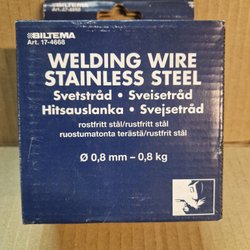 BILTEMA
Art. 17-4668
WELDING WIRE
STAINLESS STEEL
Svetstråd • Sveisetråd
Hitsauslanka • Svejsetråd
rostfritt stål/rustfritt stål
ruostumatonta terästä/rustfrit stål
Ø 0,8 mm – 0,8 kg